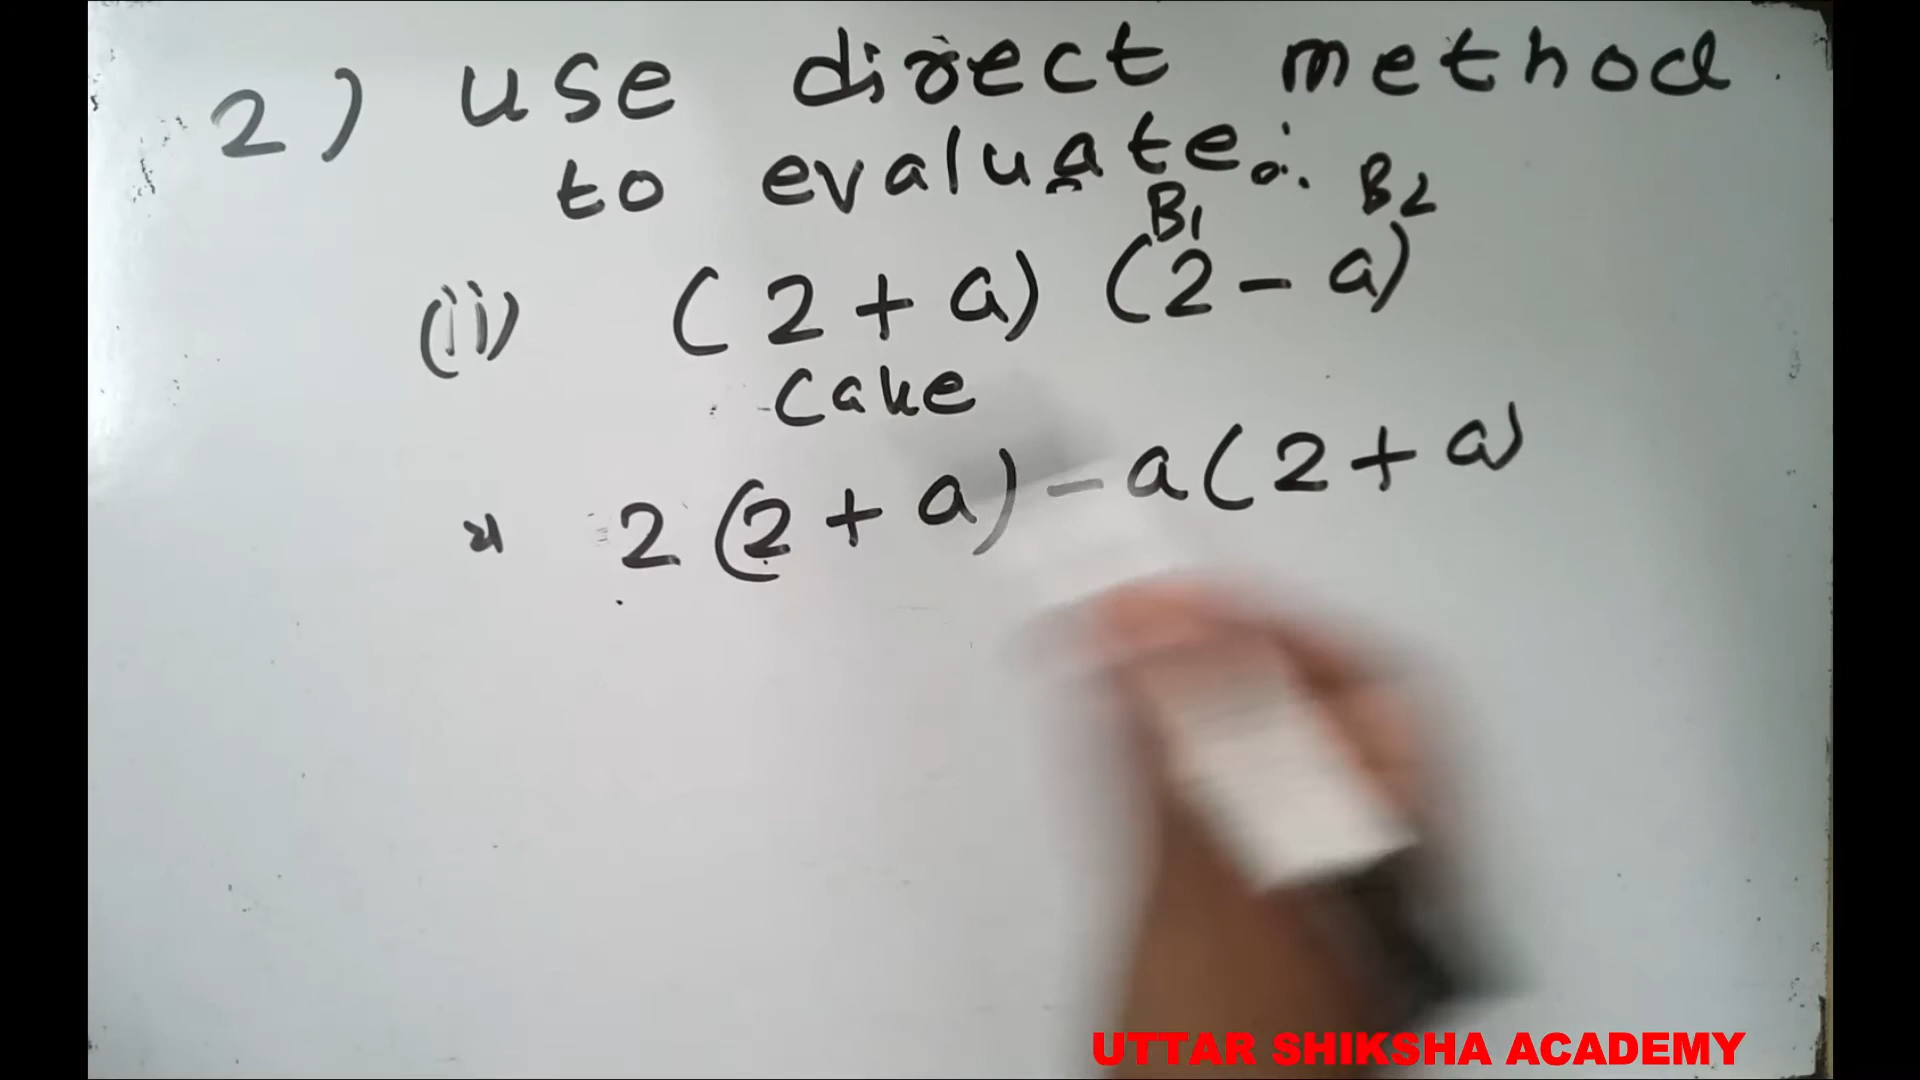 2) use direct method
to evaluate:
B1 B2
(ii) (2 + a) (2 - a)
Cake
2 (2 + a) - a (2 + a)
UTTAR SHIKSHA ACADEMY